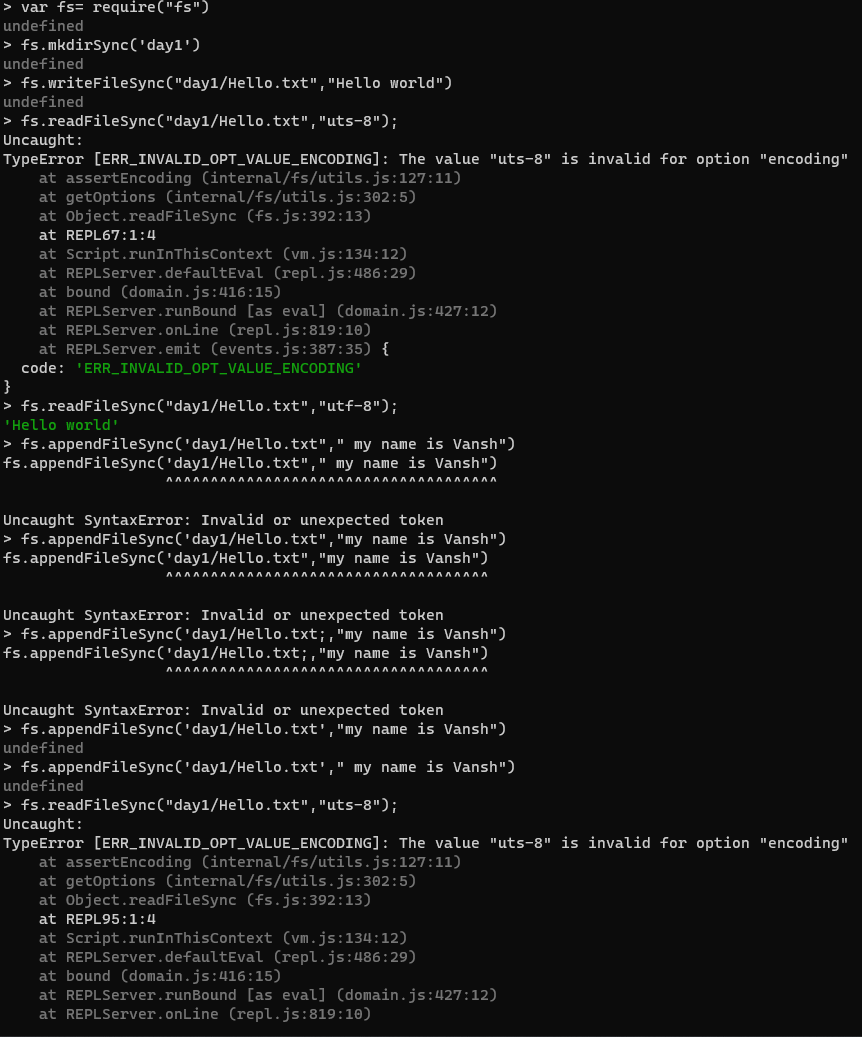 > var fs= require("fs")
undefined
> fs.mkdirSync('day1')
undefined
> fs.writeFileSync("day1/Hello.txt","Hello world")
undefined
> fs.readFileSync("day1/Hello.txt","uts-8");
Uncaught:
TypeError [ERR_INVALID_OPT_VALUE_ENCODING]: The value "uts-8" is invalid for option "encoding"
    at assertEncoding (internal/fs/utils.js:127:11)
    at getOptions (internal/fs/utils.js:302:5)
    at Object.readFileSync (fs.js:392:13)
    at REPL67:1:4
    at Script.runInThisContext (vm.js:134:12)
    at REPLServer.defaultEval (repl.js:486:29)
    at bound (domain.js:416:15)
    at REPLServer.runBound [as eval] (domain.js:427:12)
    at REPLServer.onLine (repl.js:819:10)
    at REPLServer.emit (events.js:387:35) {
  code: 'ERR_INVALID_OPT_VALUE_ENCODING'
}
> fs.readFileSync("day1/Hello.txt","utf-8");
'Hello world'
> fs.appendFileSync('day1/Hello.txt"," my name is Vansh")
fs.appendFileSync('day1/Hello.txt"," my name is Vansh")
                  ^^^^^^^^^^^^^^^^^^^^^^^^^^^^^^^^^^^^^

Uncaught SyntaxError: Invalid or unexpected token
> fs.appendFileSync('day1/Hello.txt","my name is Vansh")
fs.appendFileSync('day1/Hello.txt","my name is Vansh")
                  ^^^^^^^^^^^^^^^^^^^^^^^^^^^^^^^^^^^^

Uncaught SyntaxError: Invalid or unexpected token
> fs.appendFileSync('day1/Hello.txt;,"my name is Vansh")
fs.appendFileSync('day1/Hello.txt;,"my name is Vansh")
                  ^^^^^^^^^^^^^^^^^^^^^^^^^^^^^^^^^^^^

Uncaught SyntaxError: Invalid or unexpected token
> fs.appendFileSync('day1/Hello.txt',"my name is Vansh")
undefined
> fs.appendFileSync('day1/Hello.txt'," my name is Vansh")
undefined
> fs.readFileSync("day1/Hello.txt","uts-8");
Uncaught:
TypeError [ERR_INVALID_OPT_VALUE_ENCODING]: The value "uts-8" is invalid for option "encoding"
    at assertEncoding (internal/fs/utils.js:127:11)
    at getOptions (internal/fs/utils.js:302:5)
    at Object.readFileSync (fs.js:392:13)
    at REPL95:1:4
    at Script.runInThisContext (vm.js:134:12)
    at REPLServer.defaultEval (repl.js:486:29)
    at bound (domain.js:416:15)
    at REPLServer.runBound [as eval] (domain.js:427:12)
    at REPLServer.onLine (repl.js:819:10)